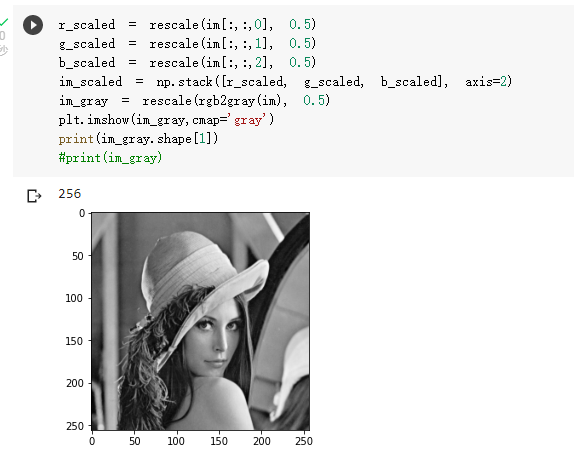 r_scaled = rescale(im[:,:,0], 0.5)
g_scaled = rescale(im[:,:,1], 0.5)
b_scaled = rescale(im[:,:,2], 0.5)
im_scaled = np.stack([r_scaled, g_scaled, b_scaled], axis=2)
im_gray = rescale(rgb2gray(im), 0.5)
plt.imshow(im_gray,cmap='gray')
print(im_gray.shape[1])
#print(im_gray)
0
秒
256
0
50
100
150
200
250
0 50 100 150 200 250